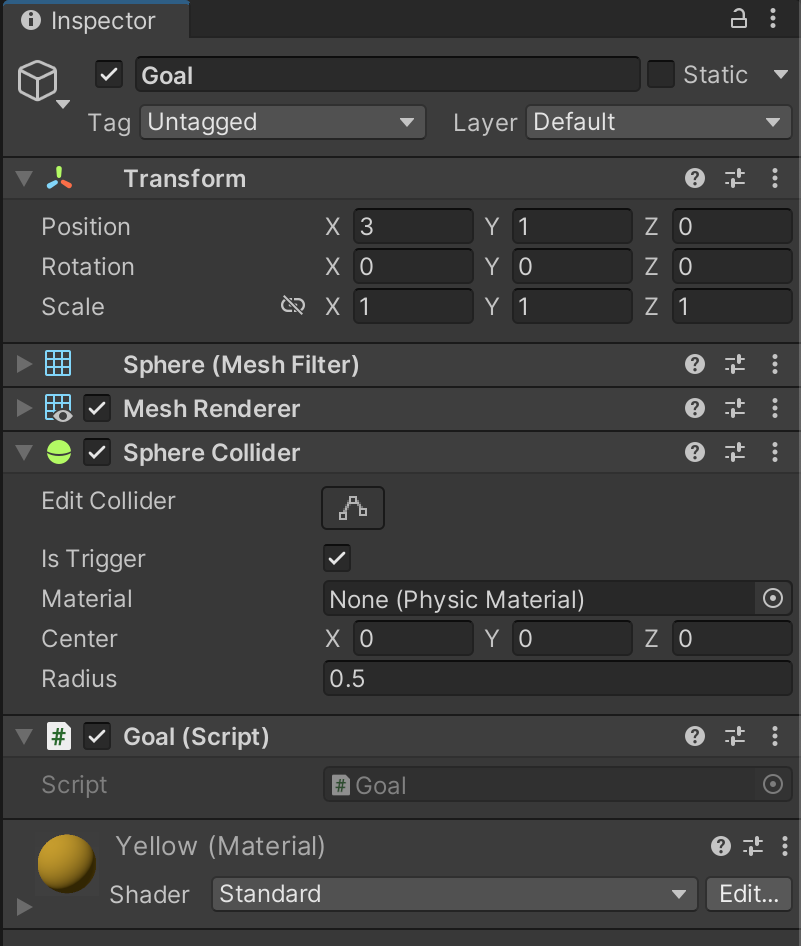 Inspector
Goal Static
Tag Untagged Layer Default
Transform
Position X 3 Y 1 Z 0
Rotation X 0 Y 0 Z 0
Scale X 1 Y 1 Z 1
Sphere (Mesh Filter)
Mesh Renderer
Sphere Collider
Edit Collider
Is Trigger
Material None (Physic Material)
Center X 0 Y 0 Z 0
Radius 0.5
# Goal (Script)
Script # Goal
Yellow (Material)
Shader Standard Edit...